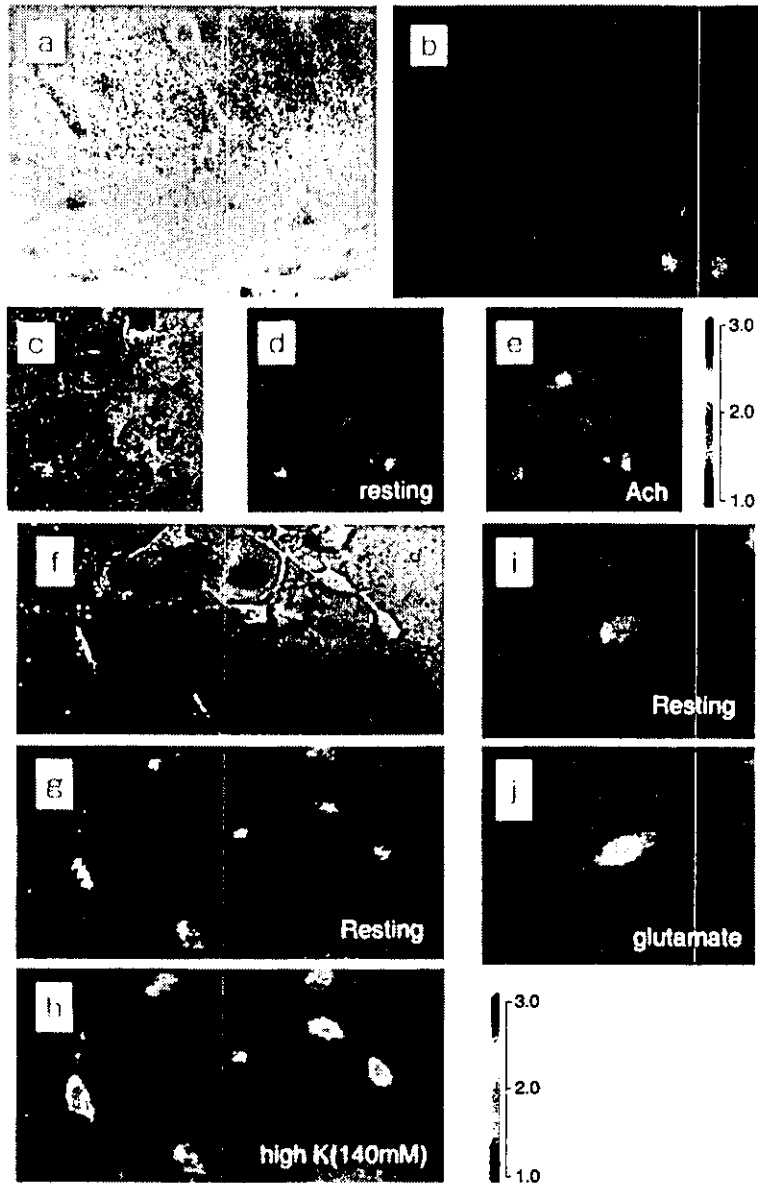 a
b
c
d
resting
e
Ach
3.0
2.0
1.0
f
i
Resting
g
Resting
j
glutamate
h
high K(140mM)
3.0
2.0
1.0